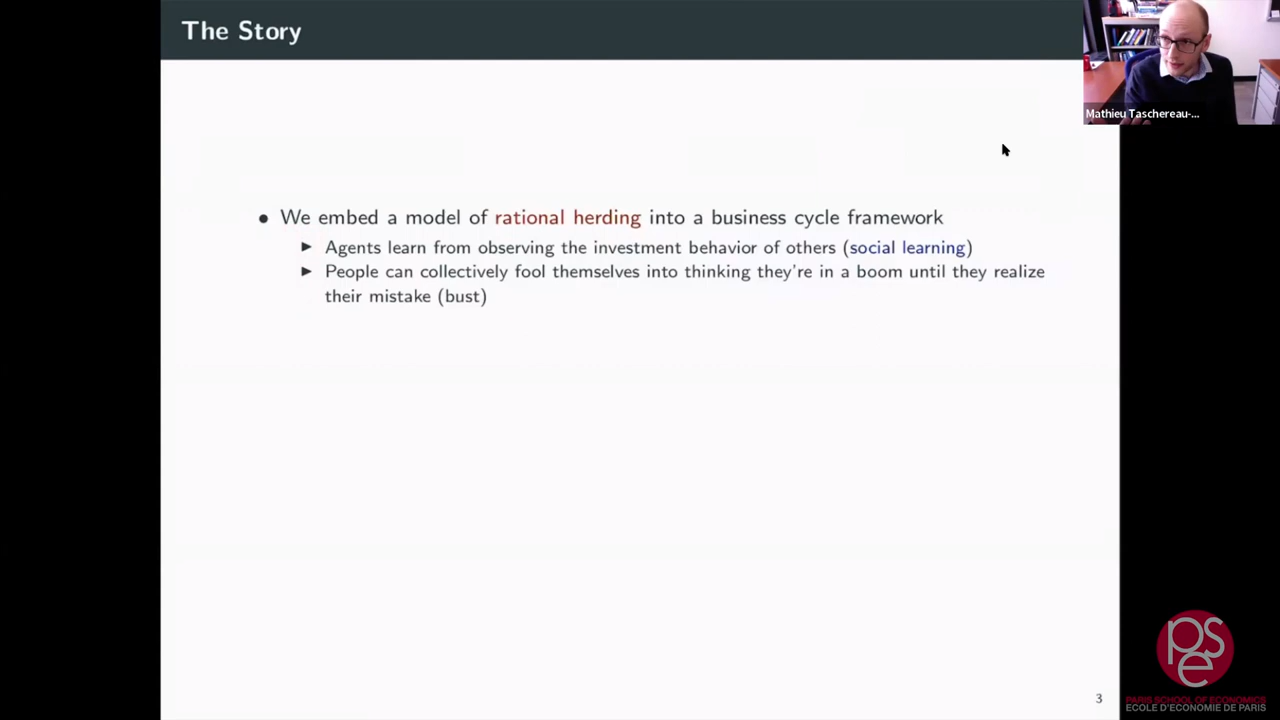 The Story
Mathieu Taschereau-...
• We embed a model of rational herding into a business cycle framework
▶ Agents learn from observing the investment behavior of others (social learning)
▶ People can collectively fool themselves into thinking they're in a boom until they realize
their mistake (bust)
pse
3
PARIS SCHOOL OF ECONOMICS
ECOLE D'ECONOMIE DE PARIS